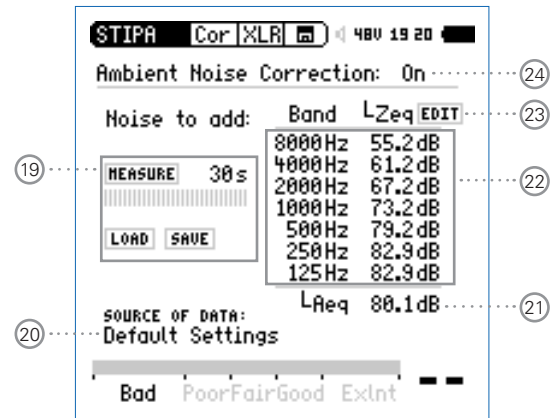 STIPA Cor XLR 48V 19 20
Ambient Noise Correction: On
24
Noise to add:
Band LZeq EDIT
23
8000Hz 55.2dB
4000Hz 61.2dB
2000Hz 67.2dB
1000Hz 73.2dB
500Hz 79.2dB
250Hz 82.9dB
125Hz 82.9dB
22
19
MEASURE 30s
LOAD SAVE
LAeq 80.1dB
21
SOURCE OF DATA:
20
Default Settings
Bad Poor Fair Good Exlnt --